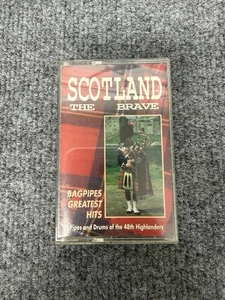 SCOTLAND
THE BRAVE
BAGPIPES
GREATEST
HITS
Pipes and Drums of the 48th Highlanders